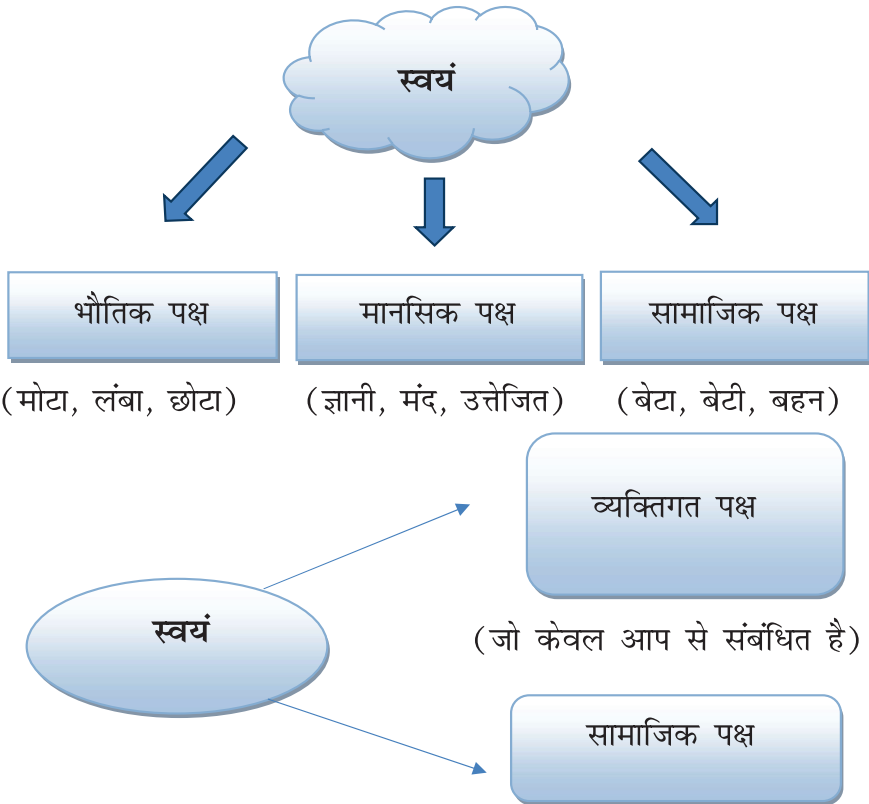 स्वयं
भौतिक पक्ष मानसिक पक्ष सामाजिक पक्ष
(मोटा, लंबा, छोटा) (ज्ञानी, मंद, उत्तेजित) (बेटा, बेटी, बहन)
व्यक्तिगत पक्ष
स्वयं
(जो केवल आप से संबंधित है)
सामाजिक पक्ष